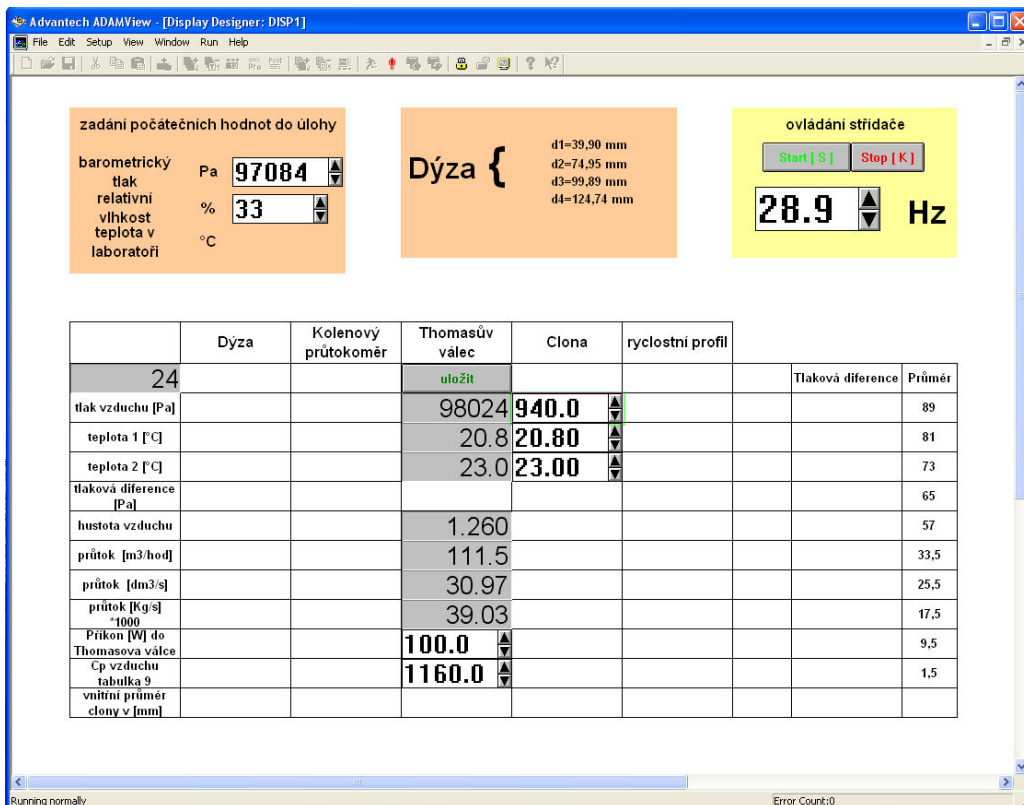 Advantech ADAMView - [Display Designer: DISP1]
File Edit Setup View Window Run Help
zadání počátečních hodnot do úlohy
barometrický
tlak
Pa
97084
relativní
vlhkost
%
33
teplota v
laboratoři
°C
Dýza {
d1=39,90 mm
d2=74,95 mm
d3=99,89 mm
d4=124,74 mm
ovládání střídače
Start [ S ]
Stop [ K ]
28.9
Hz
Dýza
Kolenový
průtokoměr
Thomasův
válec
Clona
ryclostní profil
24
uložit
Tlaková diference
Průměr
tlak vzduchu [Pa]
98024
940.0
89
teplota 1 [°C]
20.8
20.80
81
teplota 2 [°C]
23.0
23.00
73
tlaková diference
[Pa]
65
hustota vzduchu
1.260
57
průtok [m3/hod]
111.5
33,5
průtok [dm3/s]
30.97
25,5
průtok [Kg/s]
*1000
39.03
17,5
Příkon [W] do
Thomasova válce
100.0
9,5
Cp vzduchu
tabulka 9
1160.0
1,5
vnitřní průměr
clony v [mm]
Running normally
Error Count:0